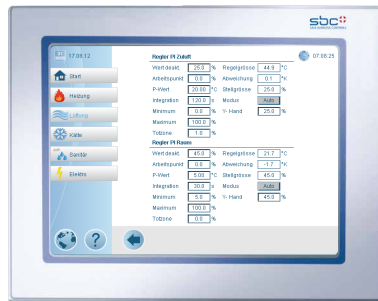 sbc
SAIA BURGESS CONTROLS
17.08.12
Regler PI Zuluft
07:08:25
Start
Heizung
Lüftung
Kälte
Sanitär
Elektro
Wert deakt. 25.0 % Regelgrösse 44.9 °C
Arbeitspunkt 0.0 % Abweichung 0.1 °K
P-Wert 20.00 °C Stellgrösse 25.0 %
Integration 120.0 s Modus Auto
Minimum 0.0 % Y- Hand 25.0 %
Maximum 100.0 %
Totzone 1.0 %
Regler PI Raum
Wert deakt. 45.0 % Regelgrösse 21.7 °C
Arbeitspunkt 0.0 % Abweichung -1.7 °K
P-Wert 5.00 °C Stellgrösse 45.0 %
Integration 30.0 s Modus Auto
Minimum 5.0 % Y- Hand 45.0 %
Maximum 100.0 %
Totzone 0.0 %
?